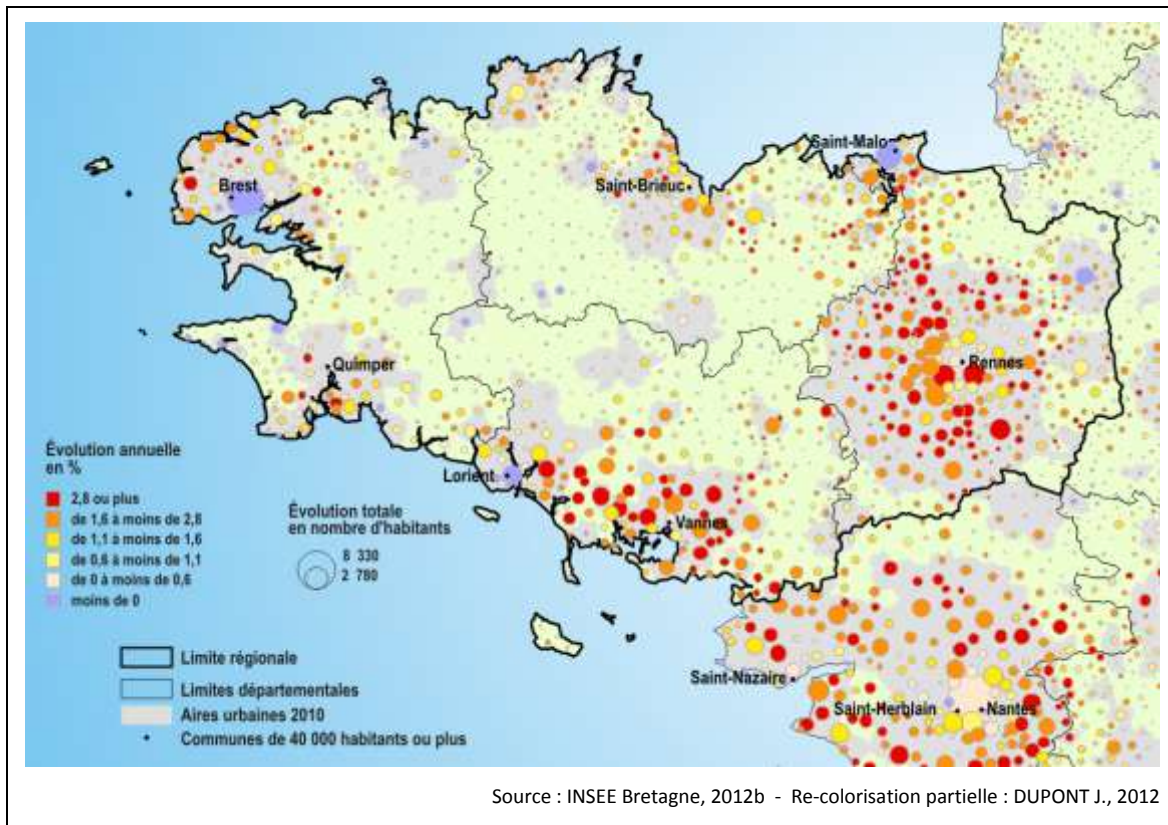 Saint-Malo
Brest
Saint-Brieuc
Rennes
Quimper
Évolution annuelle
en %
2,8 ou plus
de 1,6 à moins de 2,8
de 1,1 à moins de 1,6
de 0,6 à moins de 1,1
de 0 à moins de 0,6
moins de 0
Lorient
Évolution totale
en nombre d'habitants
8 330
2 780
Vannes
Limite régionale
Limites départementales
Aires urbaines 2010
Communes de 40 000 habitants ou plus
Saint-Nazaire
Saint-Herblain
Nantes
Source : INSEE Bretagne, 2012b - Re-colorisation partielle : DUPONT J., 2012